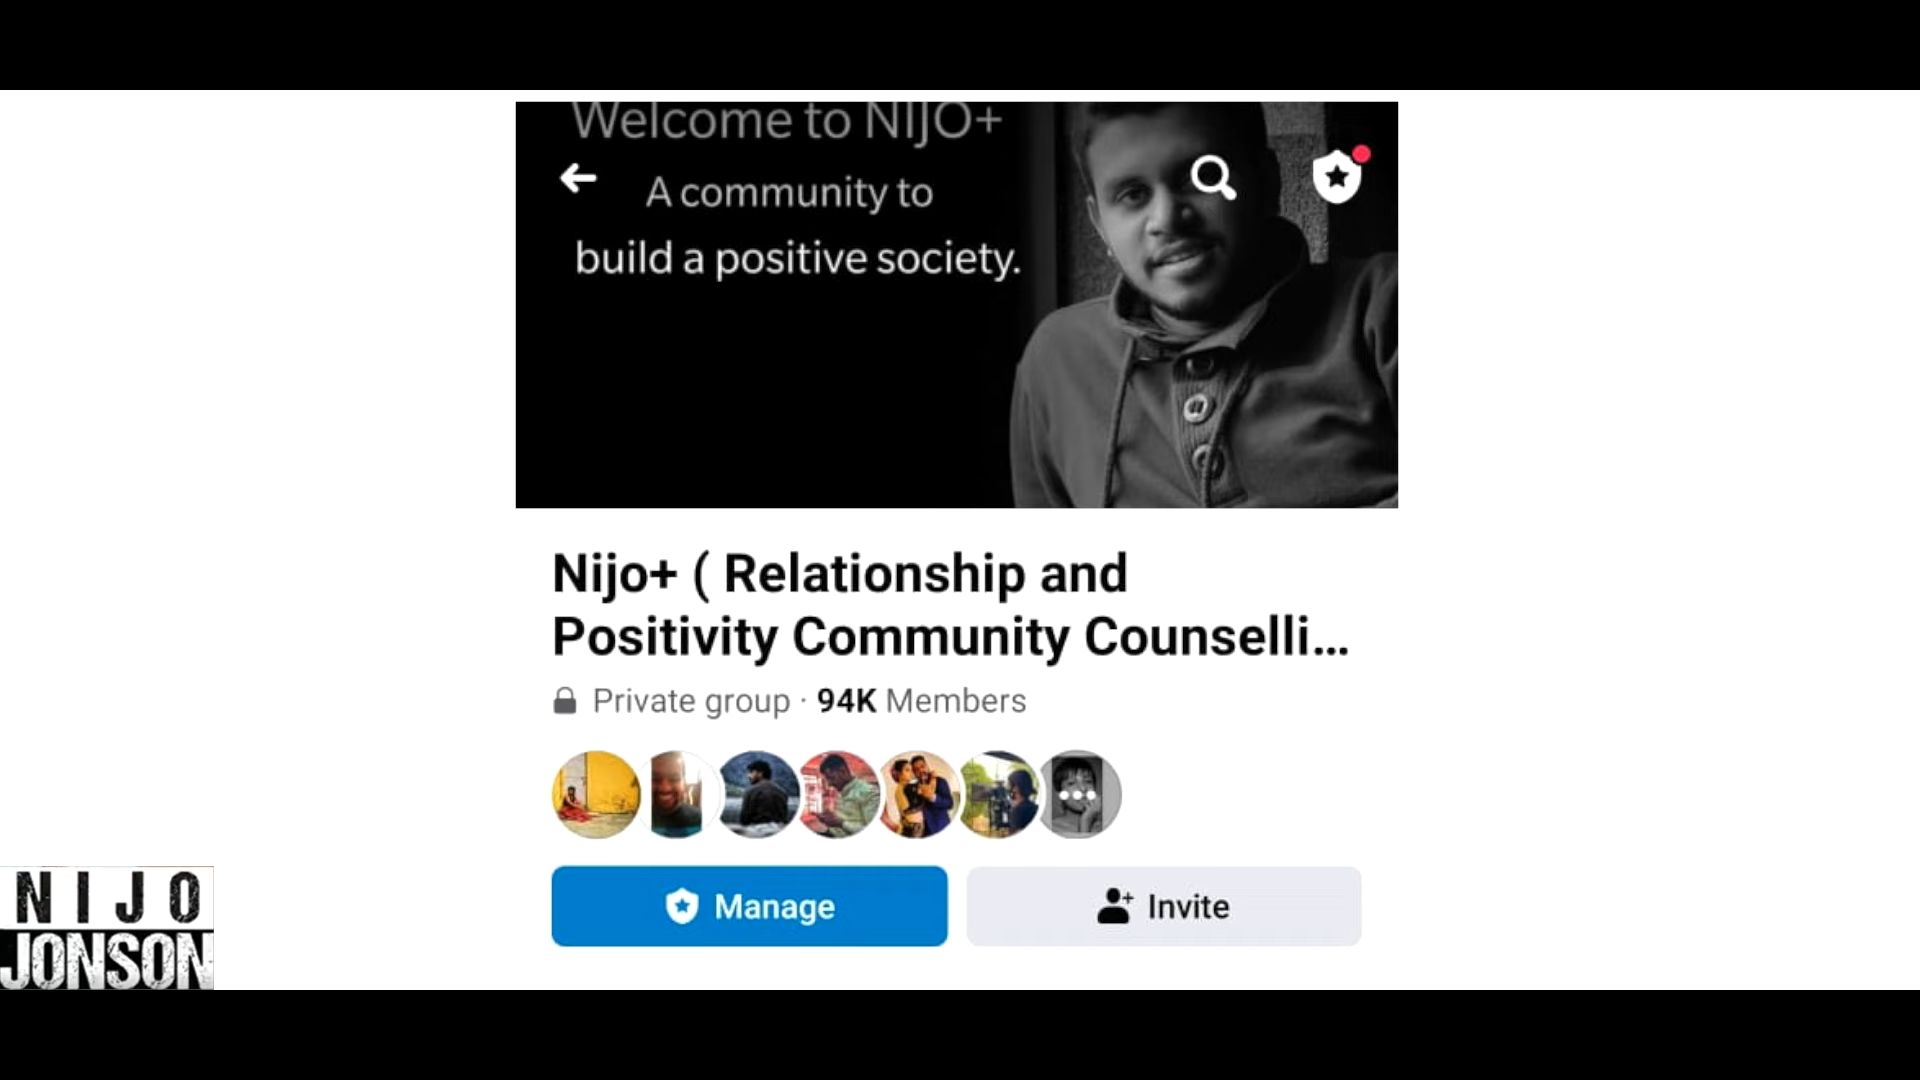 Welcome to NIJO+
A community to
build a positive society.
Nijo+ ( Relationship and
Positivity Community Counselli...
Private group · 94K Members
Manage
Invite
NIJO
JONSON